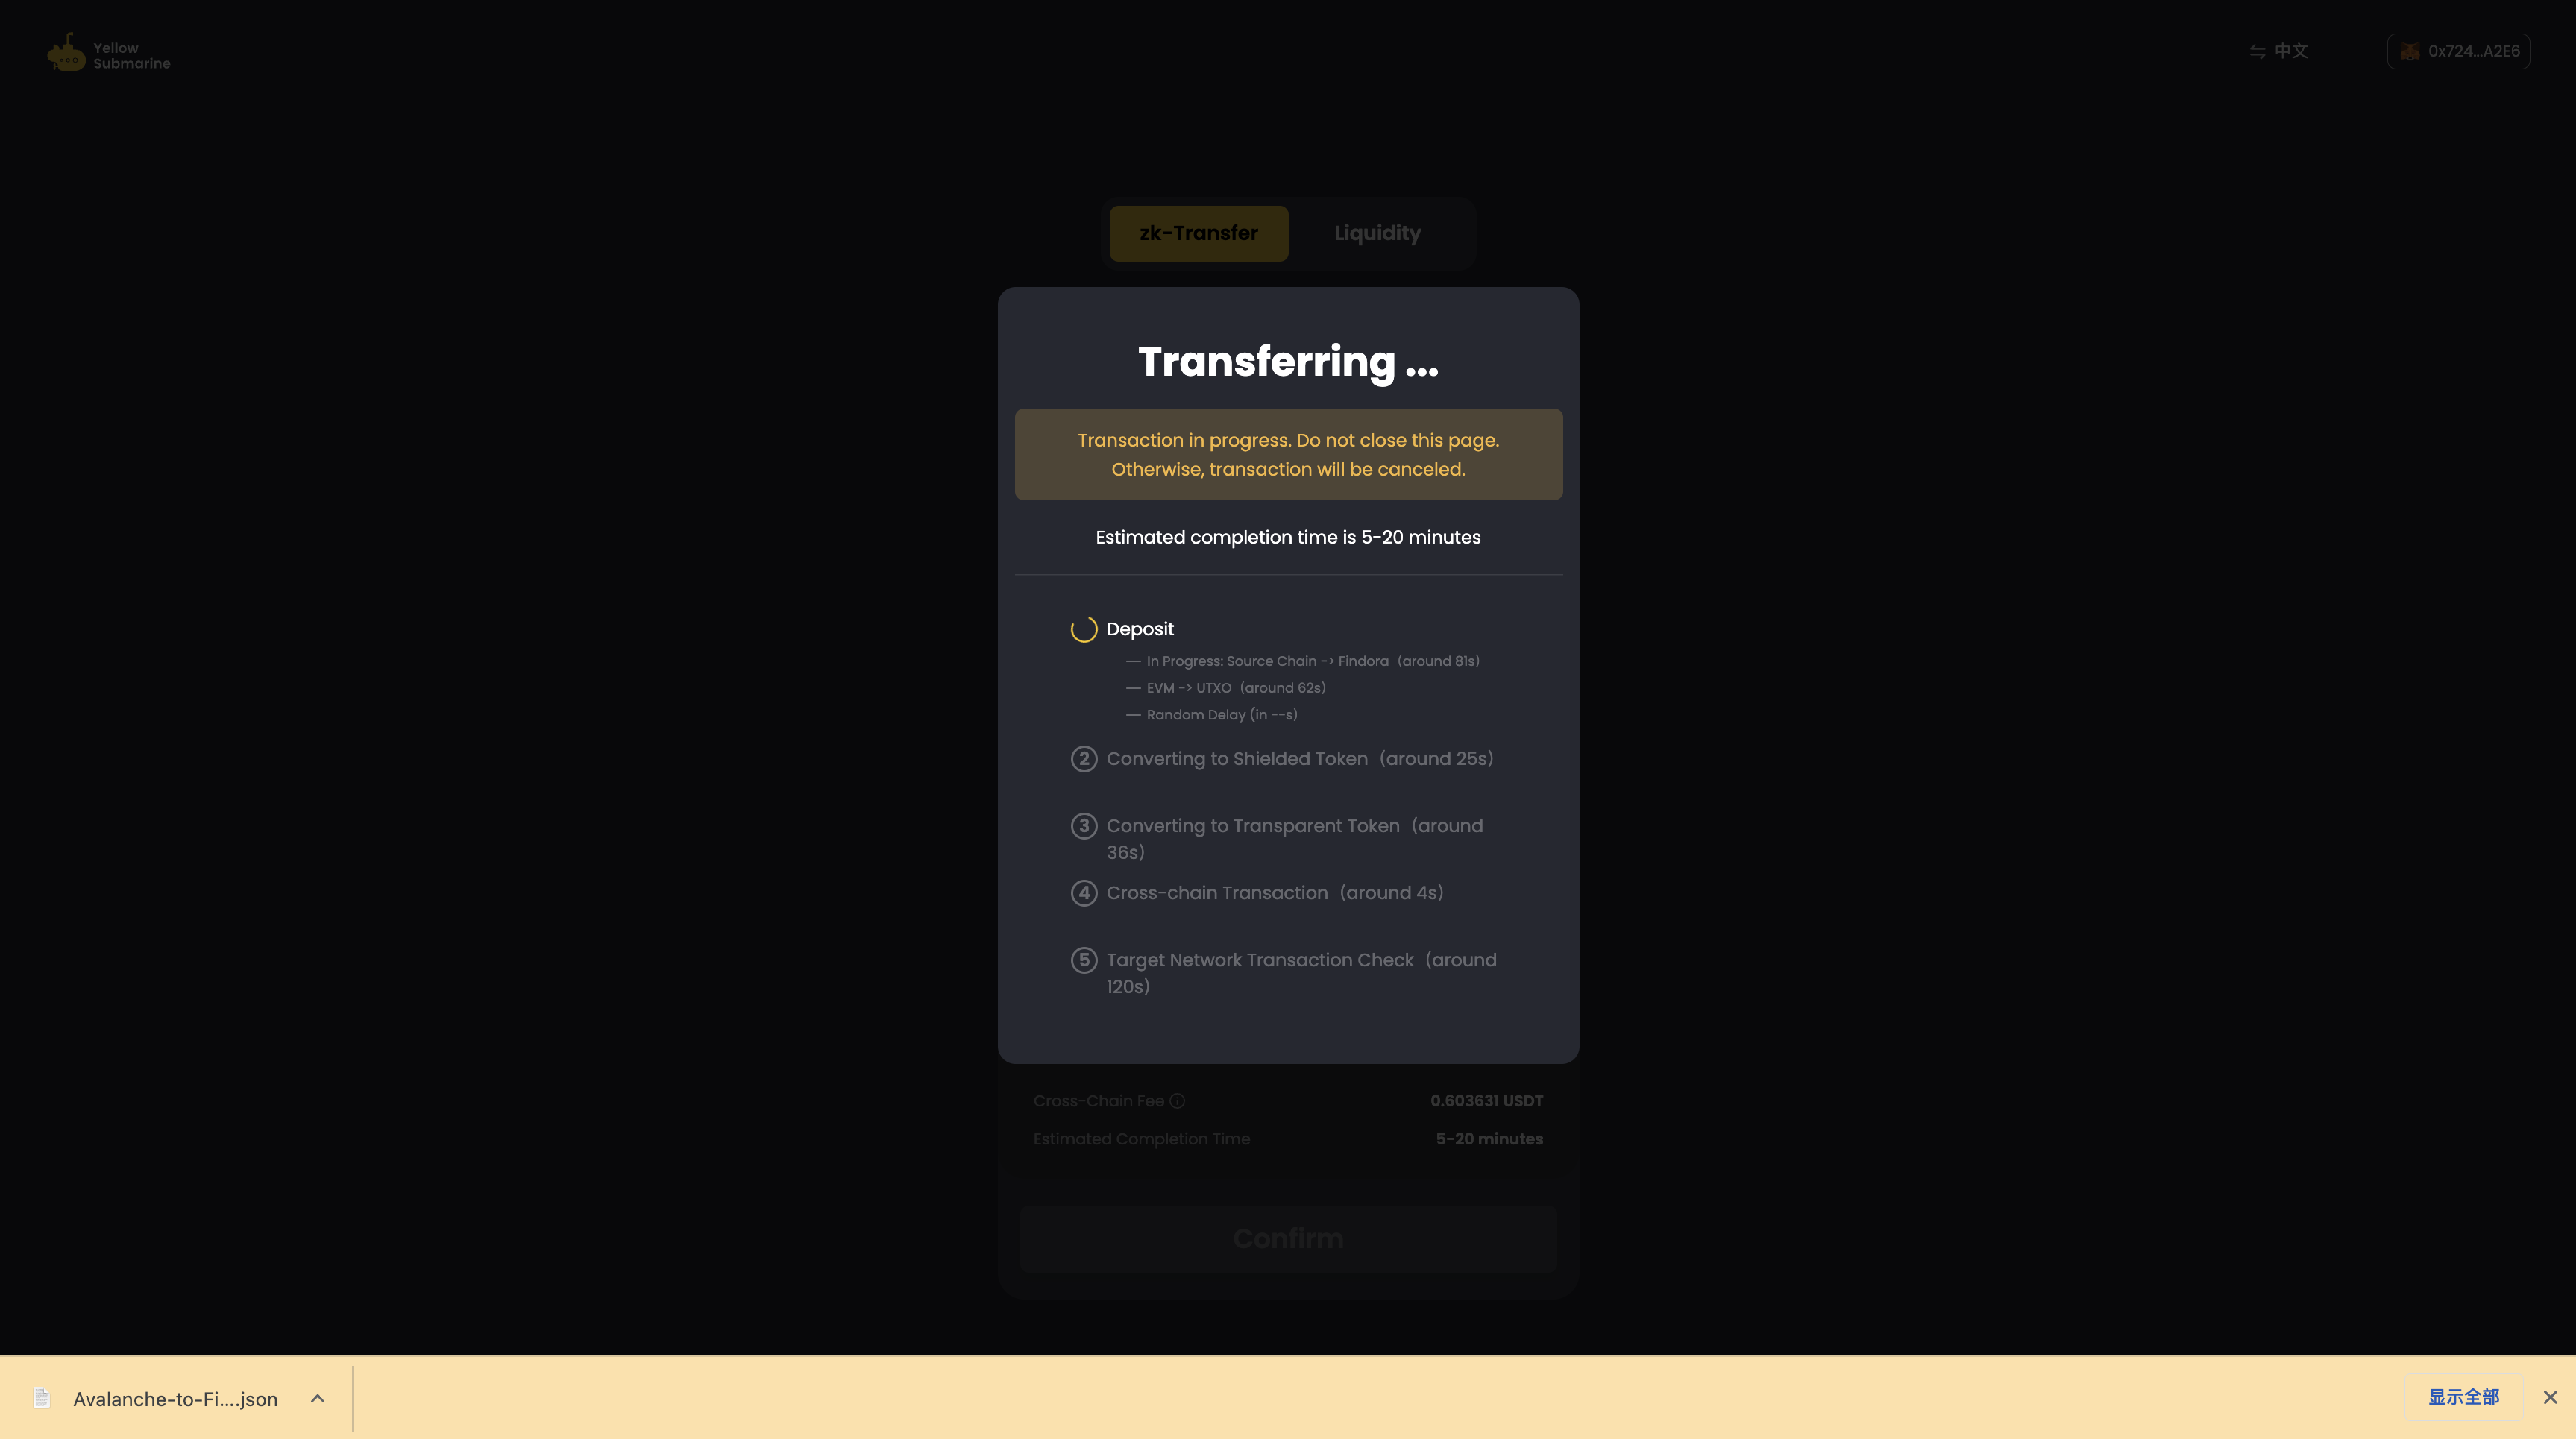 Yellow
Submarine
中文
0x724...A2E6
zk-Transfer
Liquidity
Transferring ...
Transaction in progress. Do not close this page.
Otherwise, transaction will be canceled.
Estimated completion time is 5-20 minutes
Deposit
— In Progress: Source Chain -> Findora (around 81s)
— EVM -> UTXO (around 62s)
— Random Delay (in --s)
2 Converting to Shielded Token (around 25s)
3 Converting to Transparent Token (around
36s)
4 Cross-chain Transaction (around 4s)
5 Target Network Transaction Check (around
120s)
Cross-Chain Fee
0.603631 USDT
Estimated Completion Time
5-20 minutes
Confirm
Avalanche-to-Fi....json
显示全部